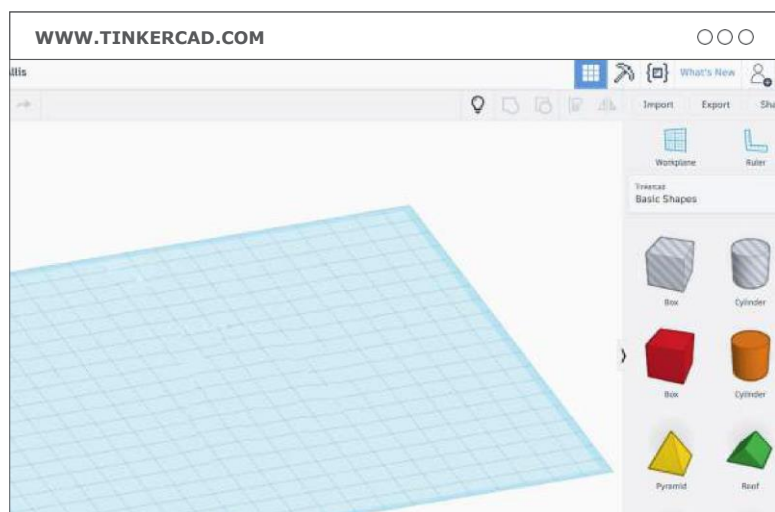 WWW.TINKERCAD.COM
llis
What's New
Import Export Sha
Workplane Ruler
Tinkercad
Basic Shapes
Box Cylinder
Box Cylinder
Pyramid Roof